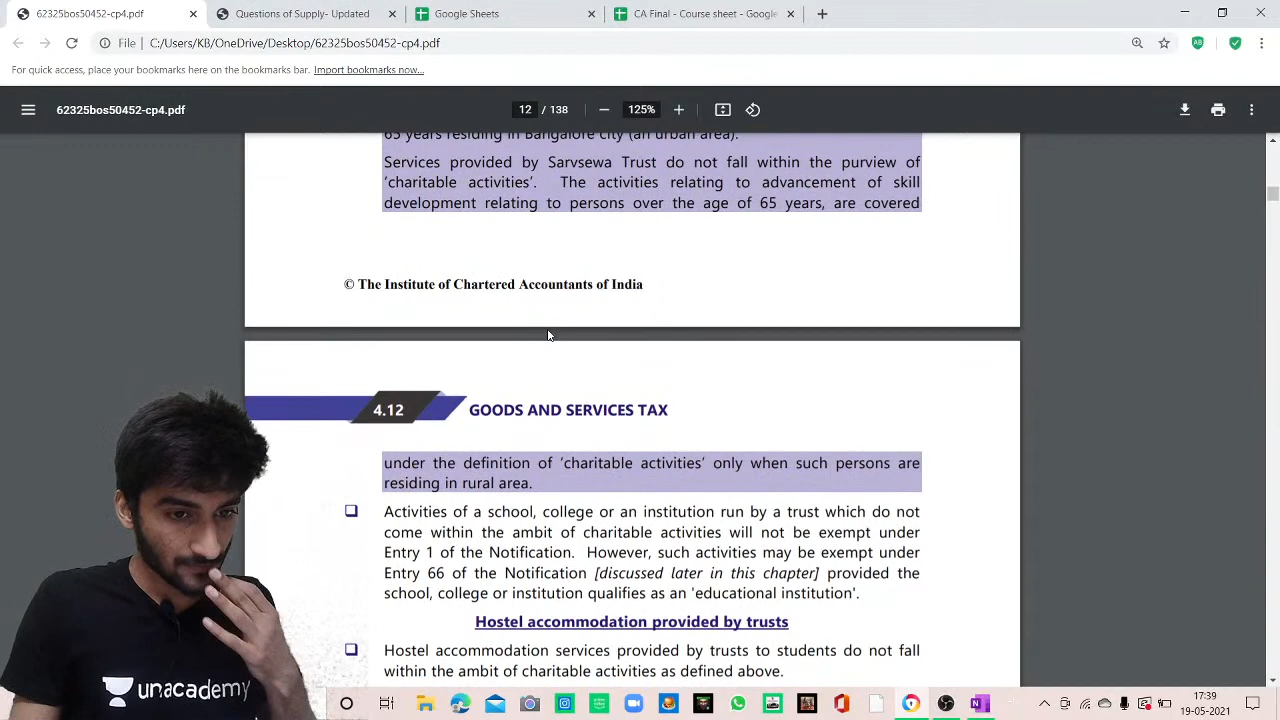 62325bos50452-cp4.pdf
Questions of Supply- Updated
Google Sheets
CA Final - Course sheet - Google
File C:/Users/KB/OneDrive/Desktop/62325bos50452-cp4.pdf
For quick access, place your bookmarks here on the bookmarks bar. Import bookmarks now...
62325bos50452-cp4.pdf
12 / 138
125%
65 years residing in Bangalore city (an urban area).
Services provided by Sarvsewa Trust do not fall within the purview of
‘charitable activities’. The activities relating to advancement of skill
development relating to persons over the age of 65 years, are covered
© The Institute of Chartered Accountants of India
4.12 GOODS AND SERVICES TAX
under the definition of ‘charitable activities’ only when such persons are
residing in rural area.
Activities of a school, college or an institution run by a trust which do not
come within the ambit of charitable activities will not be exempt under
Entry 1 of the Notification. However, such activities may be exempt under
Entry 66 of the Notification [discussed later in this chapter] provided the
school, college or institution qualifies as an 'educational institution'.
Hostel accommodation provided by trusts
Hostel accommodation services provided by trusts to students do not fall
within the ambit of charitable activities as defined above.
unacademy
17:39
19-05-2021